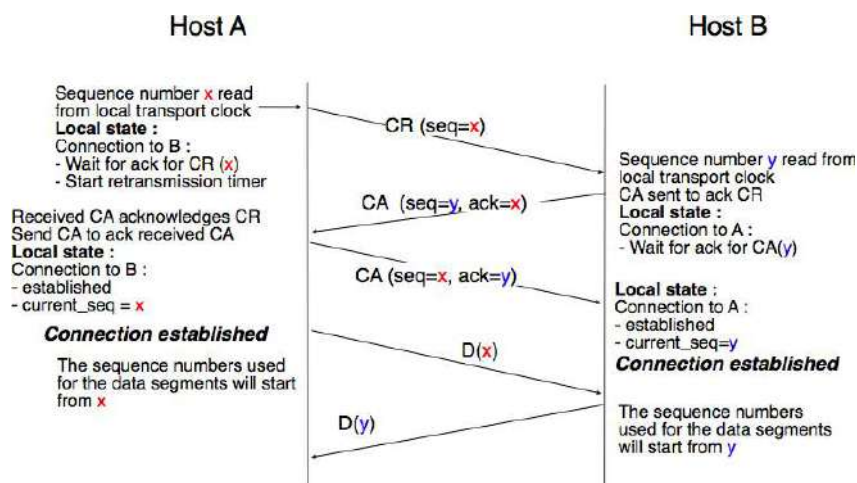 Host A
Host B
Sequence number x read
from local transport clock
Local state :
Connection to B :
- Wait for ack for CR (x)
- Start retransmission timer
CR (seq=x)
Sequence number y read from
local transport clock
CA sent to ack CR
Local state :
Connection to A :
- Wait for ack for CA(y)
CA (seq=y, ack=x)
Received CA acknowledges CR
Send CA to ack received CA
Local state :
Connection to B :
- established
- current_seq = x
CA (seq=x, ack=y)
Local state :
Connection to A :
- established
- current_seq=y
Connection established
Connection established
The sequence numbers used
for the data segments will start
from x
D(x)
D(y)
The sequence numbers
used for the data segments
will start from y